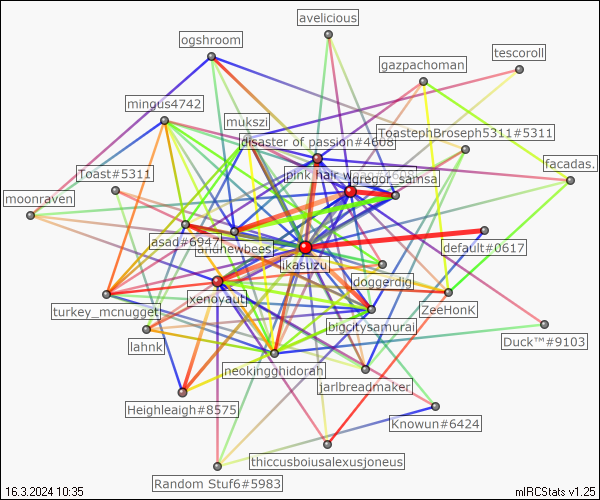 avelicious
ogshroom
tescoroll
gazpachoman
mingus4742
mukszi
ToastephBroseph5311#5311
disaster of passion#4608
facadas.
Toast#5311
pink hair
gregor_samsa
moonraven
asad#6947
andrewbees
default#0617
ikasuzu
doggerdig
xenoyaut
turkey_mcnugget
ZeeHonK
bigcitysamurai
lahnk
Duck™#9103
neokingghidorah
jarlbreadmaker
Heighleaigh#8575
Knowun#6424
thiccusboiusalexusjoneus
Random Stuf6#5983
16.3.2024 10:35
mIRCStats v1.25